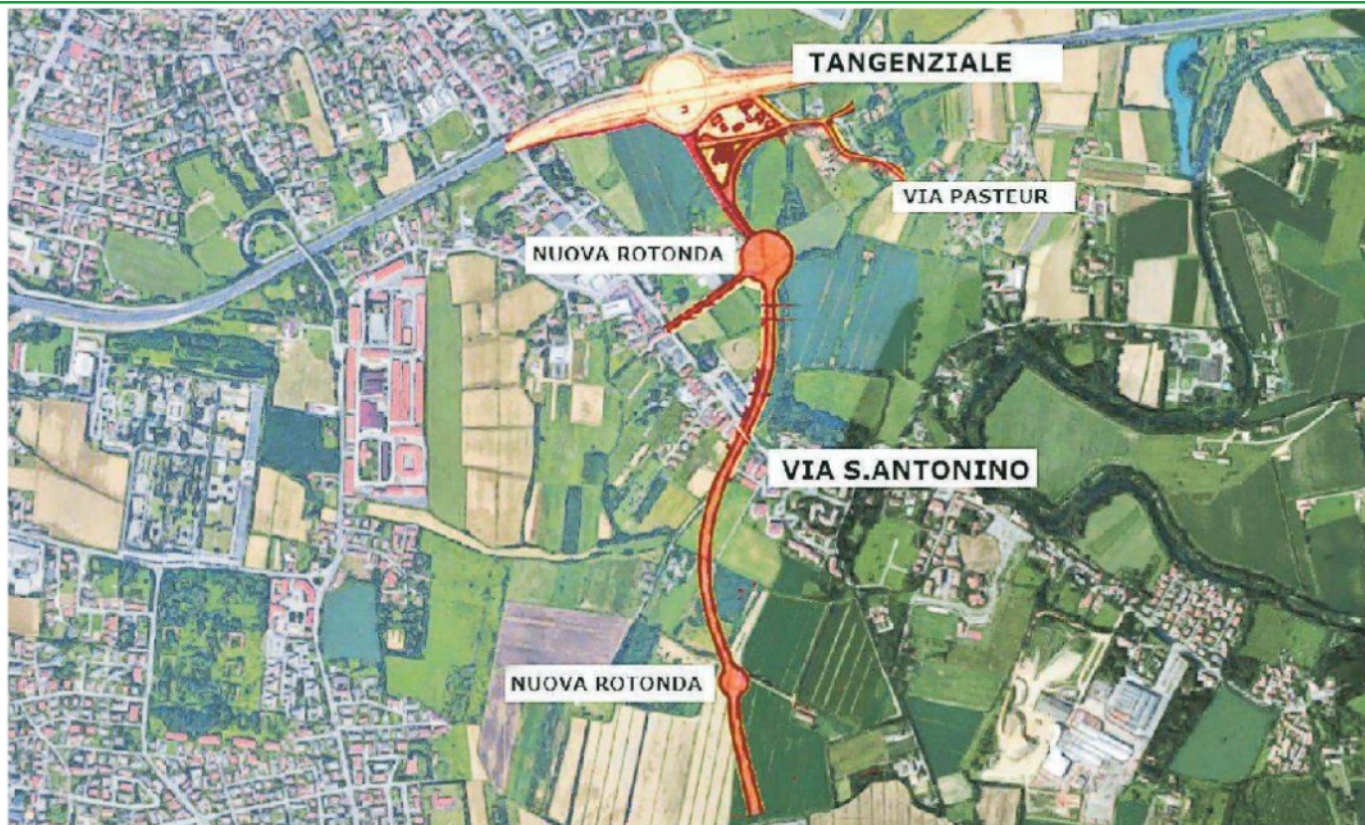 TANGENZIALE
VIA PASTEUR
NUOVA ROTONDA
VIA S.ANTONINO
NUOVA ROTONDA